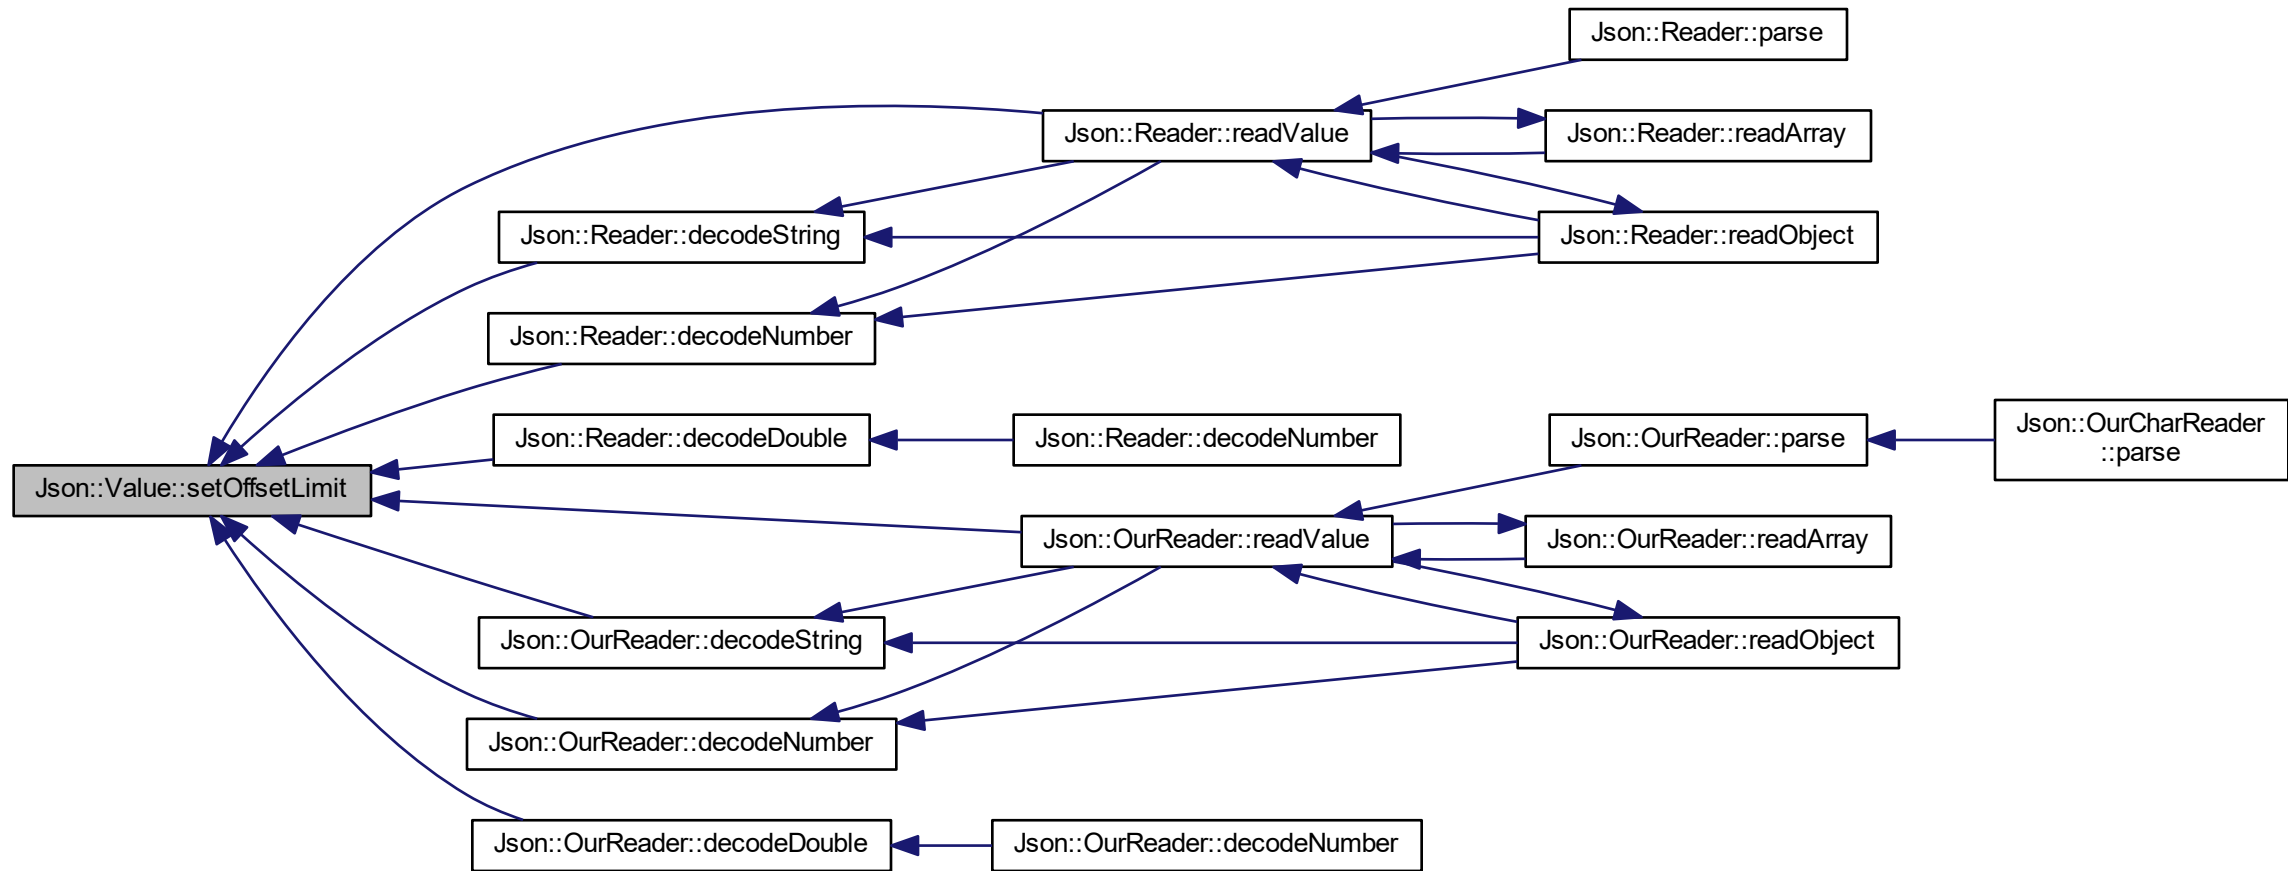 Json::Reader::parse
Json::Reader::readValue
Json::Reader::readArray
Json::Reader::decodeString
Json::Reader::readObject
Json::Reader::decodeNumber
Json::Reader::decodeDouble
Json::Reader::decodeNumber
Json::OurReader::parse
Json::OurCharReader
::parse
Json::Value::setOffsetLimit
Json::OurReader::readValue
Json::OurReader::readArray
Json::OurReader::decodeString
Json::OurReader::readObject
Json::OurReader::decodeNumber
Json::OurReader::decodeDouble
Json::OurReader::decodeNumber